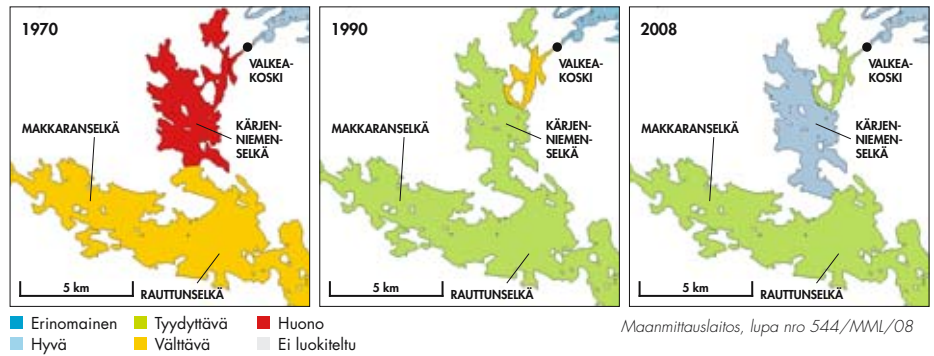 1970
VALKEA-
KOSKI
MAKKARANSELKÄ
KÄRJEN-
NIEMEN-
SELKÄ
5 km
RAUTTUNSELKÄ
1990
VALKEA-
KOSKI
MAKKARANSELKÄ
KÄRJEN-
NIEMEN-
SELKÄ
5 km
RAUTTUNSELKÄ
2008
VALKEA-
KOSKI
MAKKARANSELKÄ
KÄRJEN-
NIEMEN-
SELKÄ
5 km
RAUTTUNSELKÄ
Erinomainen
Tyydyttävä
Huono
Hyvä
Välttävä
Ei luokiteltu
Maanmittauslaitos, lupa nro 544/MML/08